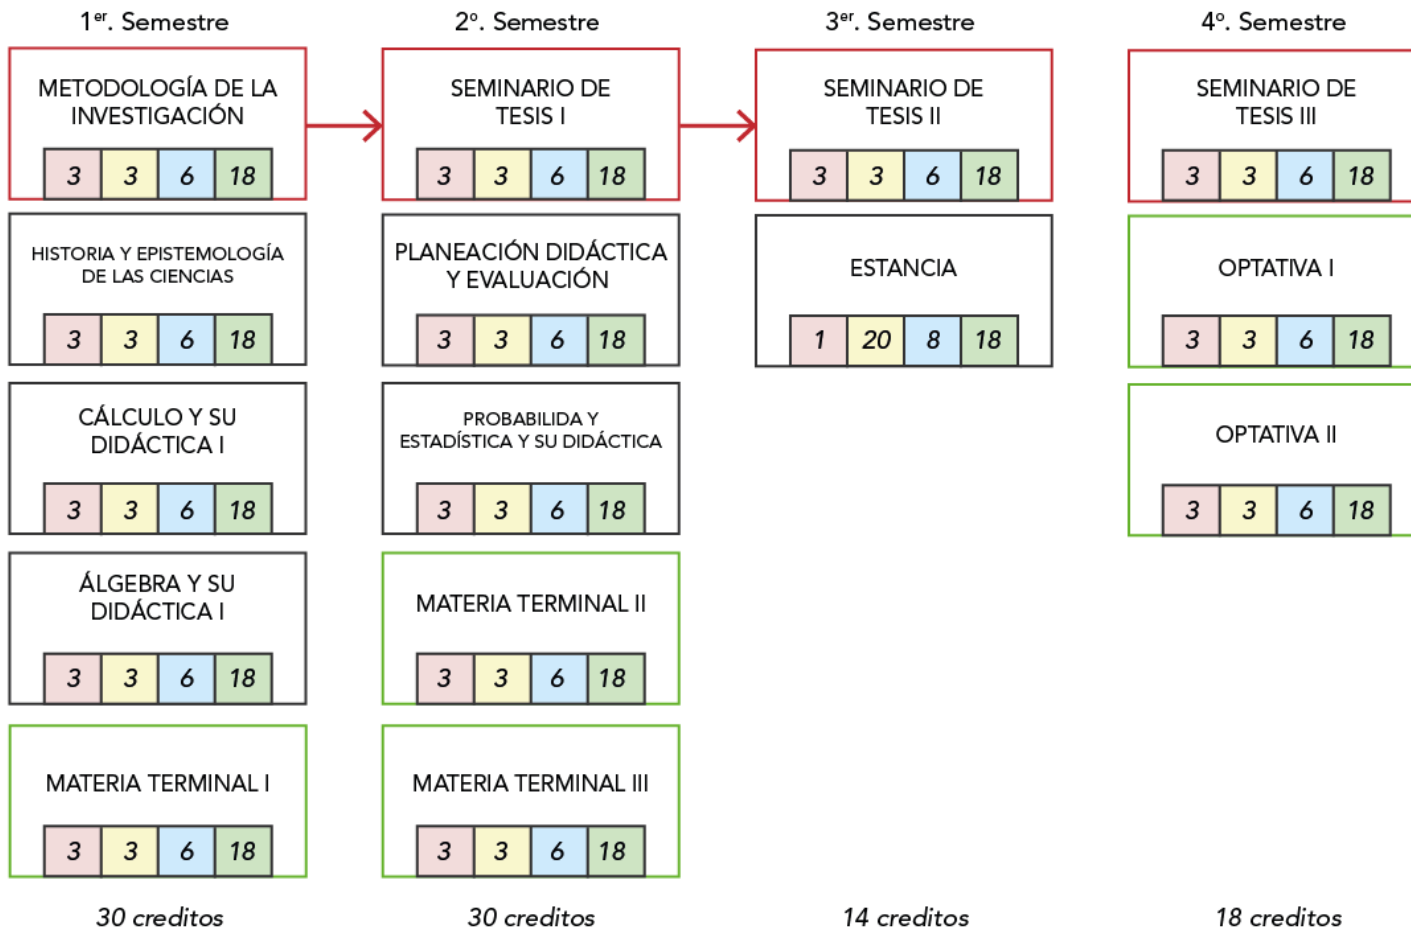 1er. Semestre
METODOLOGÍA DE LA
INVESTIGACIÓN
3 3 6 18
HISTORIA Y EPISTEMOLOGÍA
DE LAS CIENCIAS
3 3 6 18
CÁLCULO Y SU
DIDÁCTICA I
3 3 6 18
ÁLGEBRA Y SU
DIDÁCTICA I
3 3 6 18
MATERIA TERMINAL I
3 3 6 18
30 creditos
2º. Semestre
SEMINARIO DE
TESIS I
3 3 6 18
PLANEACIÓN DIDÁCTICA
Y EVALUACIÓN
3 3 6 18
PROBABILIDA Y
ESTADÍSTICA Y SU DIDÁCTICA
3 3 6 18
MATERIA TERMINAL II
3 3 6 18
MATERIA TERMINAL III
3 3 6 18
30 creditos
3er. Semestre
SEMINARIO DE
TESIS II
3 3 6 18
ESTANCIA
1 20 8 18
14 creditos
4º. Semestre
SEMINARIO DE
TESIS III
3 3 6 18
OPTATIVA I
3 3 6 18
OPTATIVA II
3 3 6 18
18 creditos